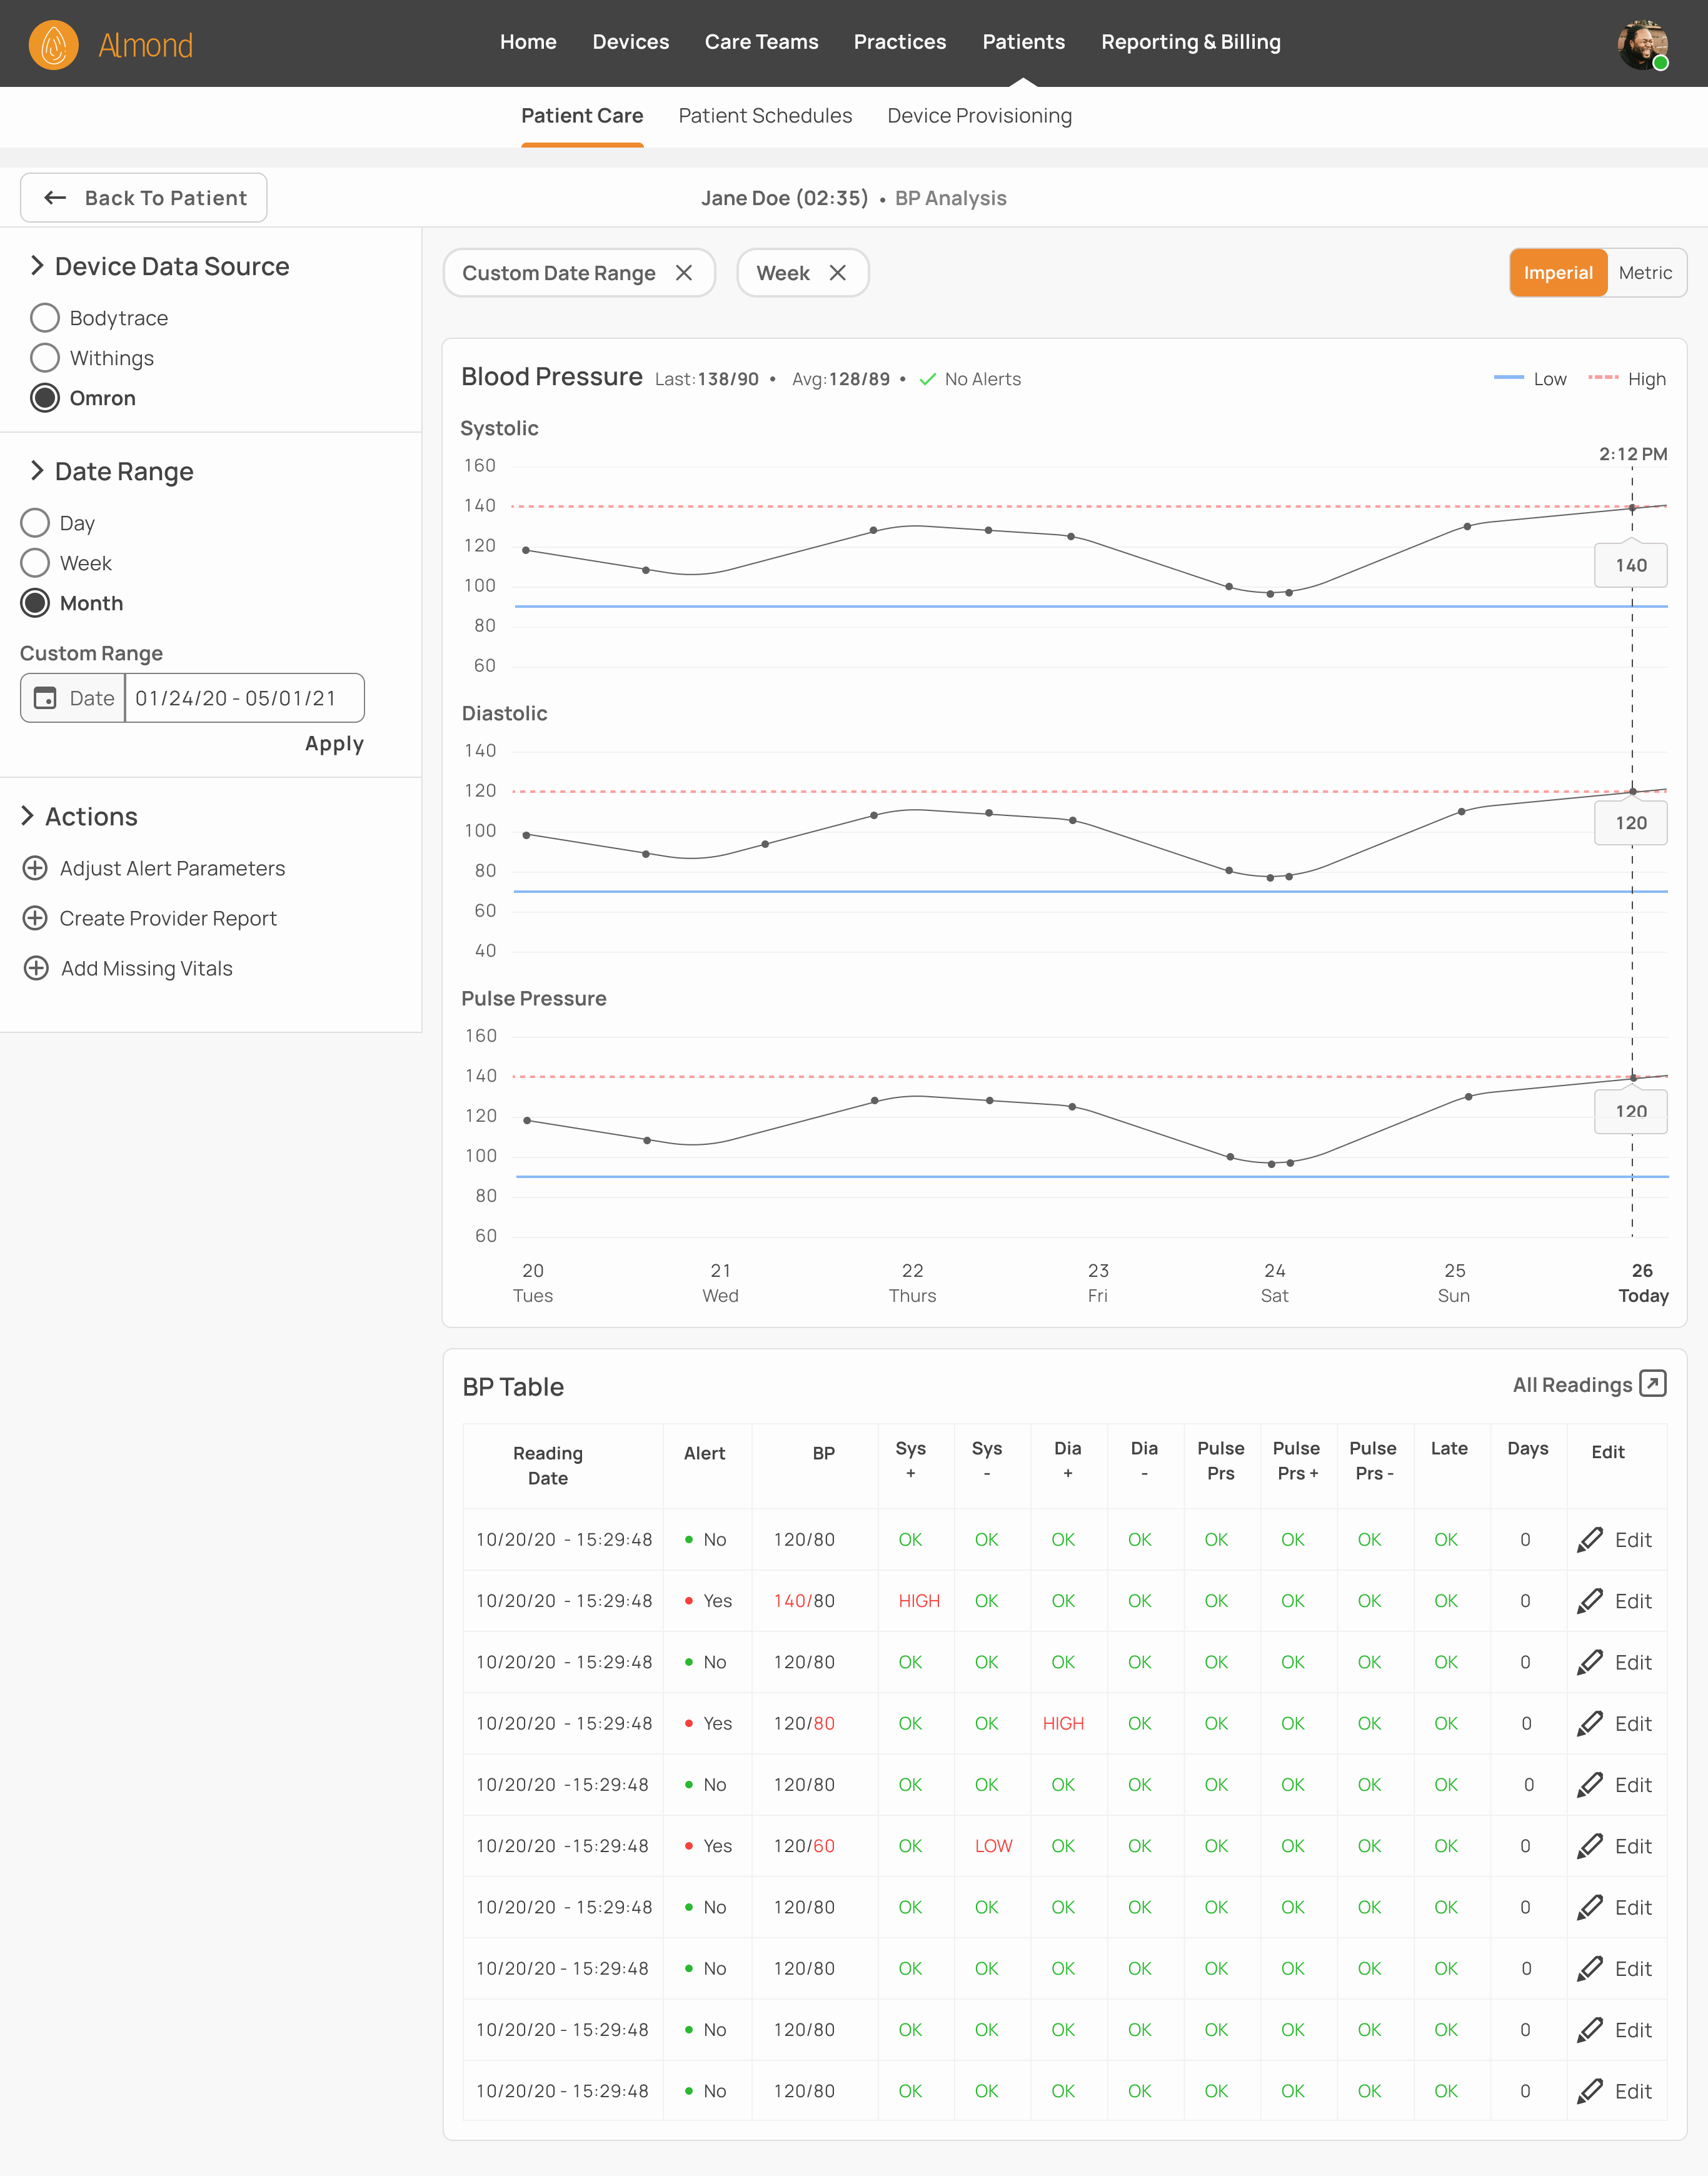 Almond
Home Devices Care Teams Practices Patients Reporting & Billing
Patient Care Patient Schedules Device Provisioning
Back To Patient
Jane Doe (02:35) • BP Analysis
Device Data Source
Bodytrace
Withings
Omron
Date Range
Day
Week
Month
Custom Range
Date 01/24/20 - 05/01/21
Apply
Actions
Adjust Alert Parameters
Create Provider Report
Add Missing Vitals
Custom Date Range Week
Imperial Metric
Blood Pressure Last:138/90 • Avg:128/89 • No Alerts
Low High
Systolic
2:12 PM
160
140
120
100
80
60
140
Diastolic
140
120
100
80
60
40
120
Pulse Pressure
160
140
120
100
80
60
120
20 21 22 23 24 25 26
Tues Wed Thurs Fri Sat Sun Today
BP Table
All Readings
Reading Date Alert BP Sys + Sys - Dia + Dia - Pulse Prs Pulse Prs + Pulse Prs - Late Days Edit
10/20/20 - 15:29:48 No 120/80 OK OK OK OK OK OK OK OK 0 Edit
10/20/20 - 15:29:48 Yes 140/80 HIGH OK OK OK OK OK OK OK 0 Edit
10/20/20 - 15:29:48 No 120/80 OK OK OK OK OK OK OK OK 0 Edit
10/20/20 - 15:29:48 Yes 120/80 OK OK HIGH OK OK OK OK OK 0 Edit
10/20/20 -15:29:48 No 120/80 OK OK OK OK OK OK OK OK 0 Edit
10/20/20 -15:29:48 Yes 120/60 OK LOW OK OK OK OK OK OK 0 Edit
10/20/20 - 15:29:48 No 120/80 OK OK OK OK OK OK OK OK 0 Edit
10/20/20 - 15:29:48 No 120/80 OK OK OK OK OK OK OK OK 0 Edit
10/20/20 - 15:29:48 No 120/80 OK OK OK OK OK OK OK OK 0 Edit
10/20/20 - 15:29:48 No 120/80 OK OK OK OK OK OK OK OK 0 Edit